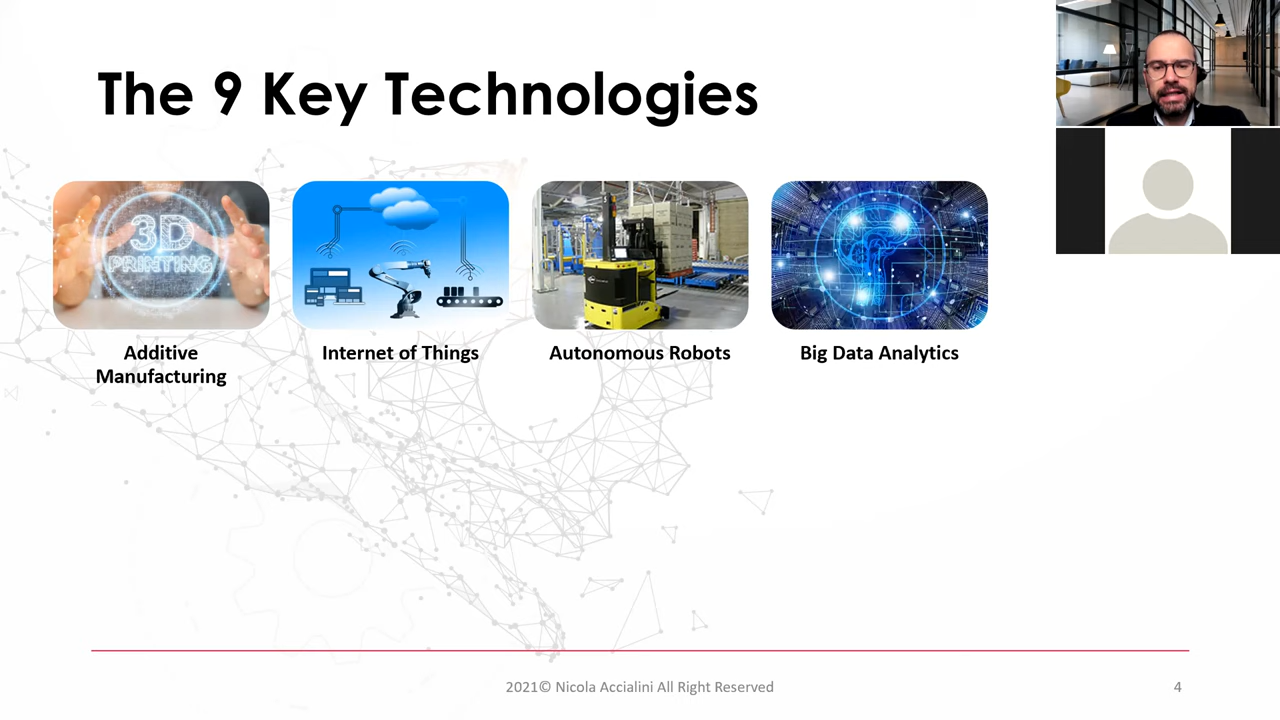 The 9 Key Technologies
3D
PRINTING
Additive
Manufacturing
Internet of Things
Autonomous Robots
Big Data Analytics
2021© Nicola Accialini All Right Reserved
4